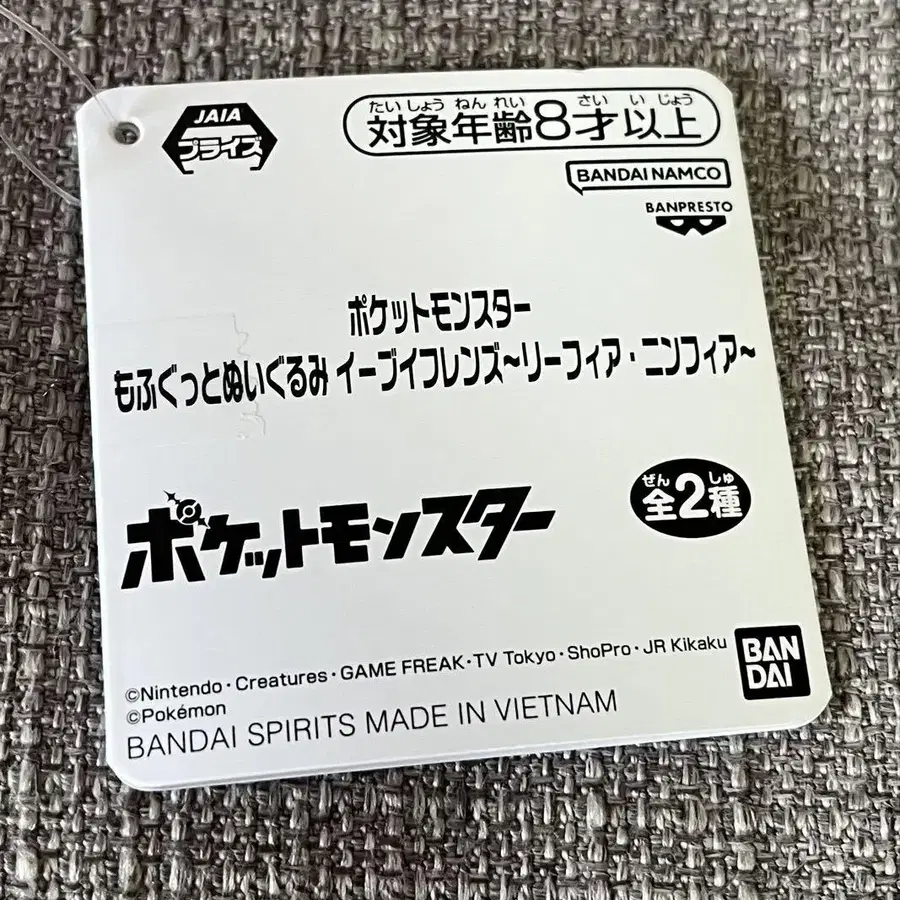 JAIA
プライズ
たいしょうねんれい さいいじょう
対象年齢8才以上
BANDAI NAMCO
BANPRESTO
ポケットモンスター
もふぐっとぬいぐるみ イーブイフレンズ～リーフィア・ニンフィア～
ポケットモンスター
ぜん しゅ
全2種
©Nintendo・Creatures・GAME FREAK・TV Tokyo・ShoPro・JR Kikaku
©Pokémon
BANDAI SPIRITS MADE IN VIETNAM
BAN
DAI